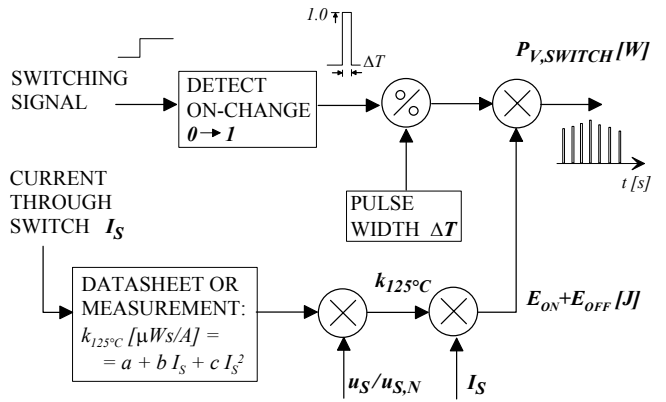 1.0
ΔT
P_V,SWITCH [W]
SWITCHING
SIGNAL
DETECT
ON-CHANGE
0→1
%
×
t [s]
PULSE
WIDTH ΔT
CURRENT
THROUGH
SWITCH I_S
DATASHEET OR
MEASUREMENT:
k_125°C [μWs/A] =
= a + b I_S + c I_S^2
×
k_125°C
×
E_ON+E_OFF [J]
u_S/u_S,N
I_S